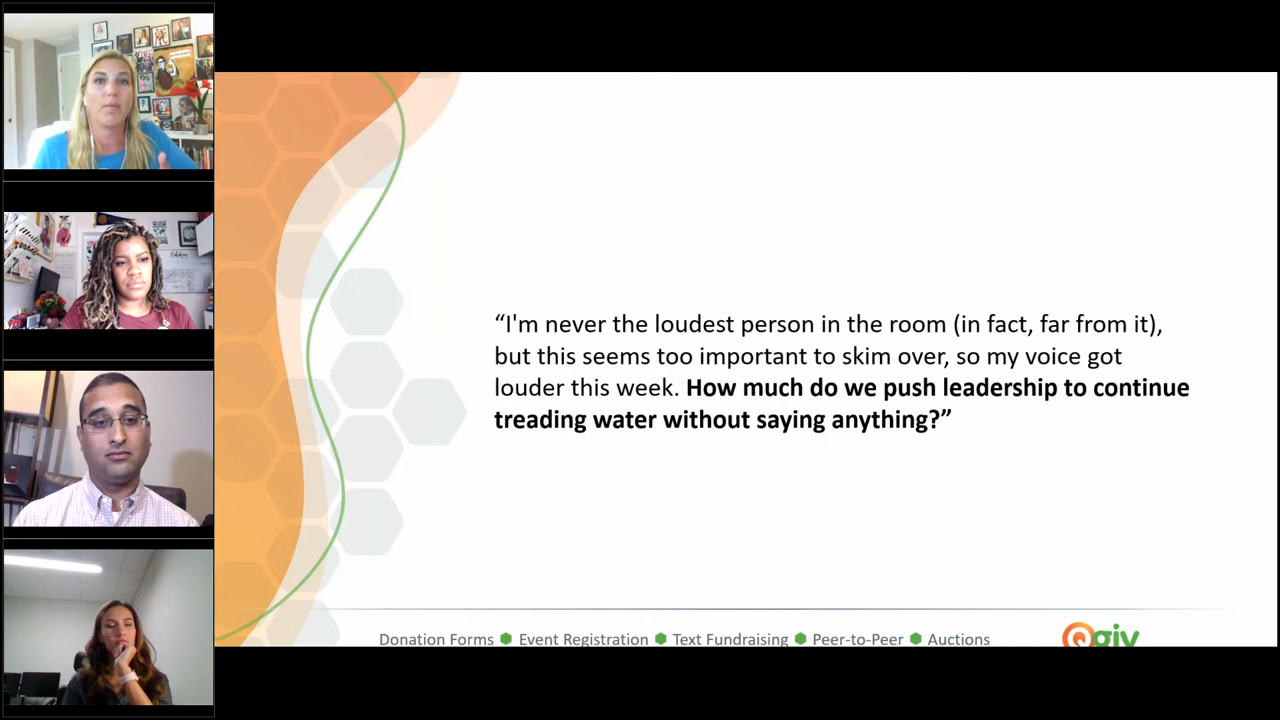 “I'm never the loudest person in the room (in fact, far from it),
but this seems too important to skim over, so my voice got
louder this week. How much do we push leadership to continue
treading water without saying anything?”
Donation Forms Event Registration Text Fundraising Peer-to-Peer Auctions
Qgiv